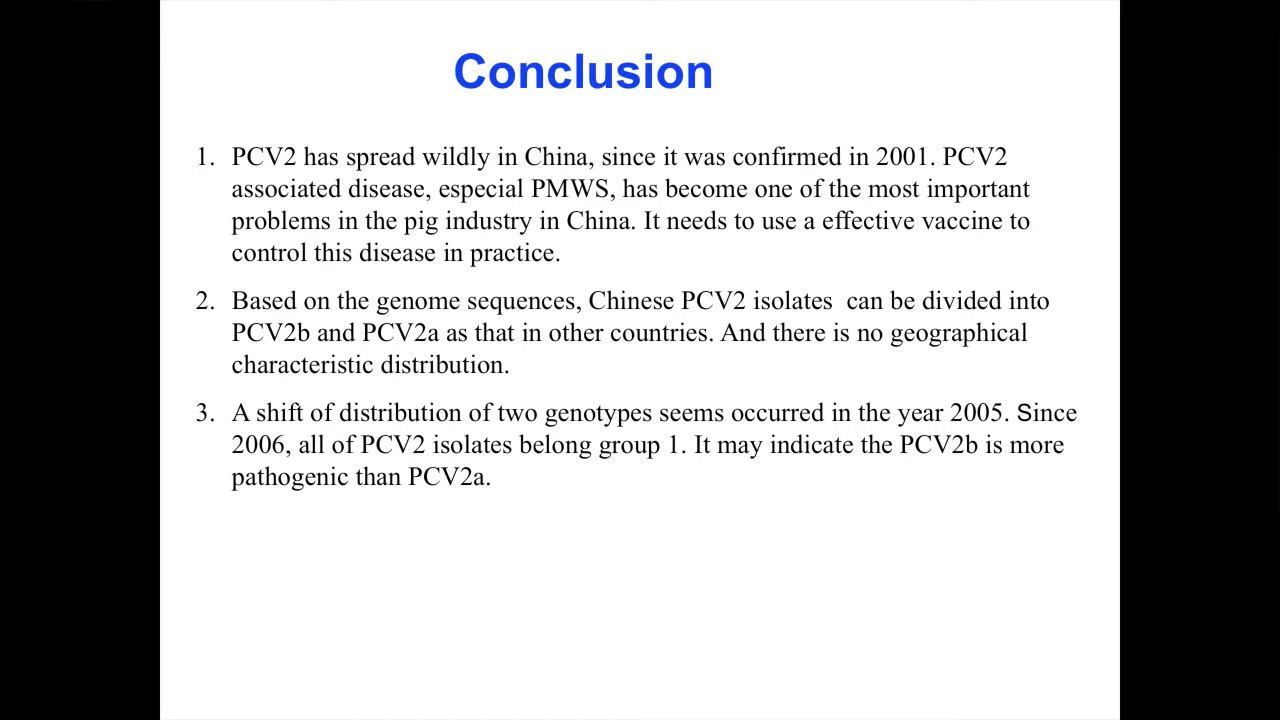 Conclusion
1. PCV2 has spread wildly in China, since it was confirmed in 2001. PCV2
associated disease, especial PMWS, has become one of the most important
problems in the pig industry in China. It needs to use a effective vaccine to
control this disease in practice.
2. Based on the genome sequences, Chinese PCV2 isolates  can be divided into
PCV2b and PCV2a as that in other countries. And there is no geographical
characteristic distribution.
3. A shift of distribution of two genotypes seems occurred in the year 2005. Since
2006, all of PCV2 isolates belong group 1. It may indicate the PCV2b is more
pathogenic than PCV2a.